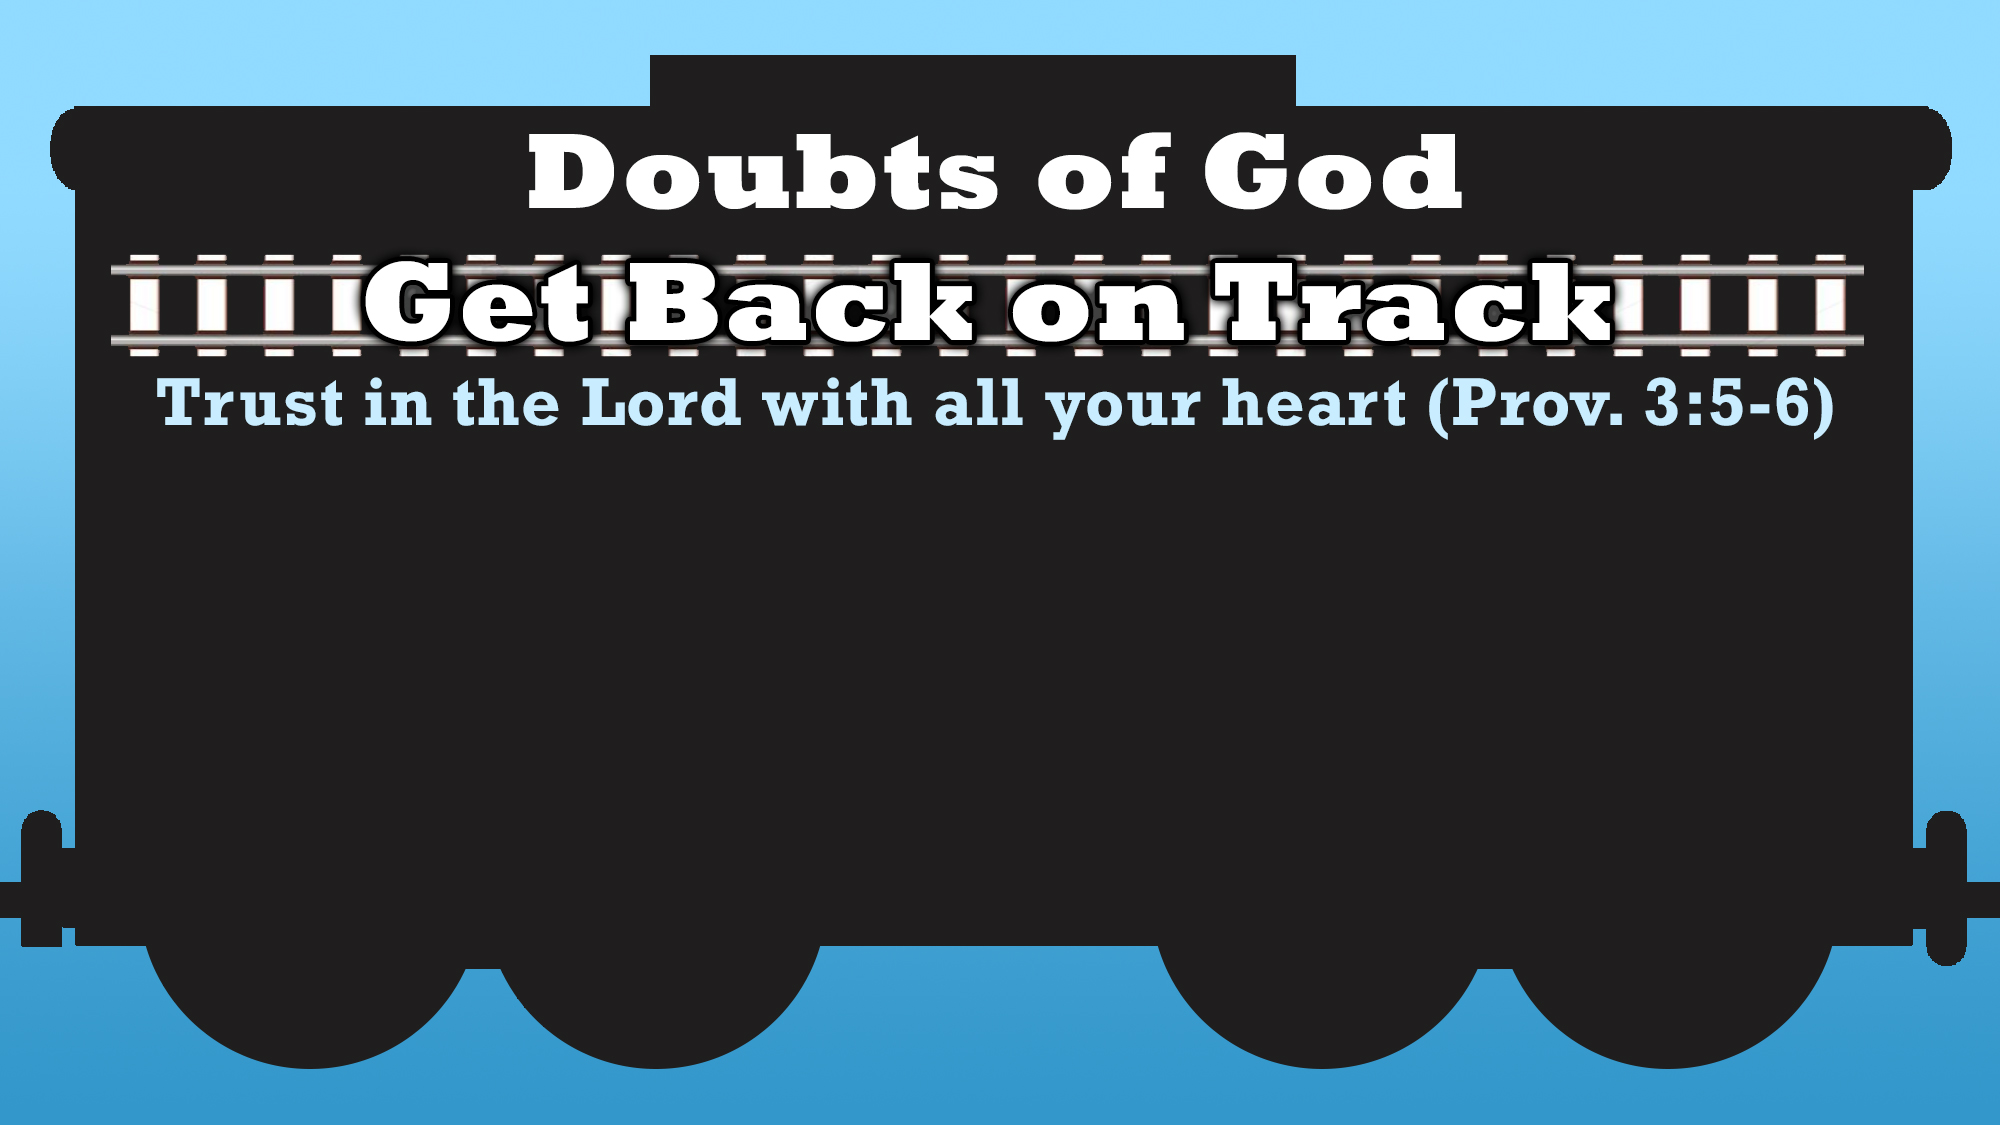 Doubts of God
Get Back on Track
Trust in the Lord with all your heart (Prov. 3:5-6)